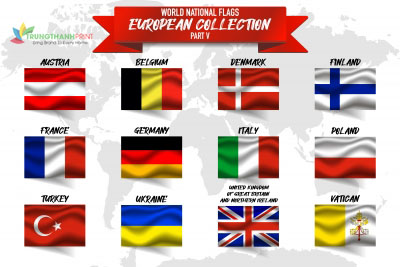 TRUNGTHANHPRINT
WORLD NATIONAL FLAGS
EUROPEAN COLLECTION
PART V
AUSTRIA
BELGIUM
DENMARK
FINLAND
FRANCE
GERMANY
ITALY
POLAND
TURKEY
UKRAINE
UNITED KINGDOM
OF GREAT BRITAIN
AND NORTHERN IRELAND
VATICAN